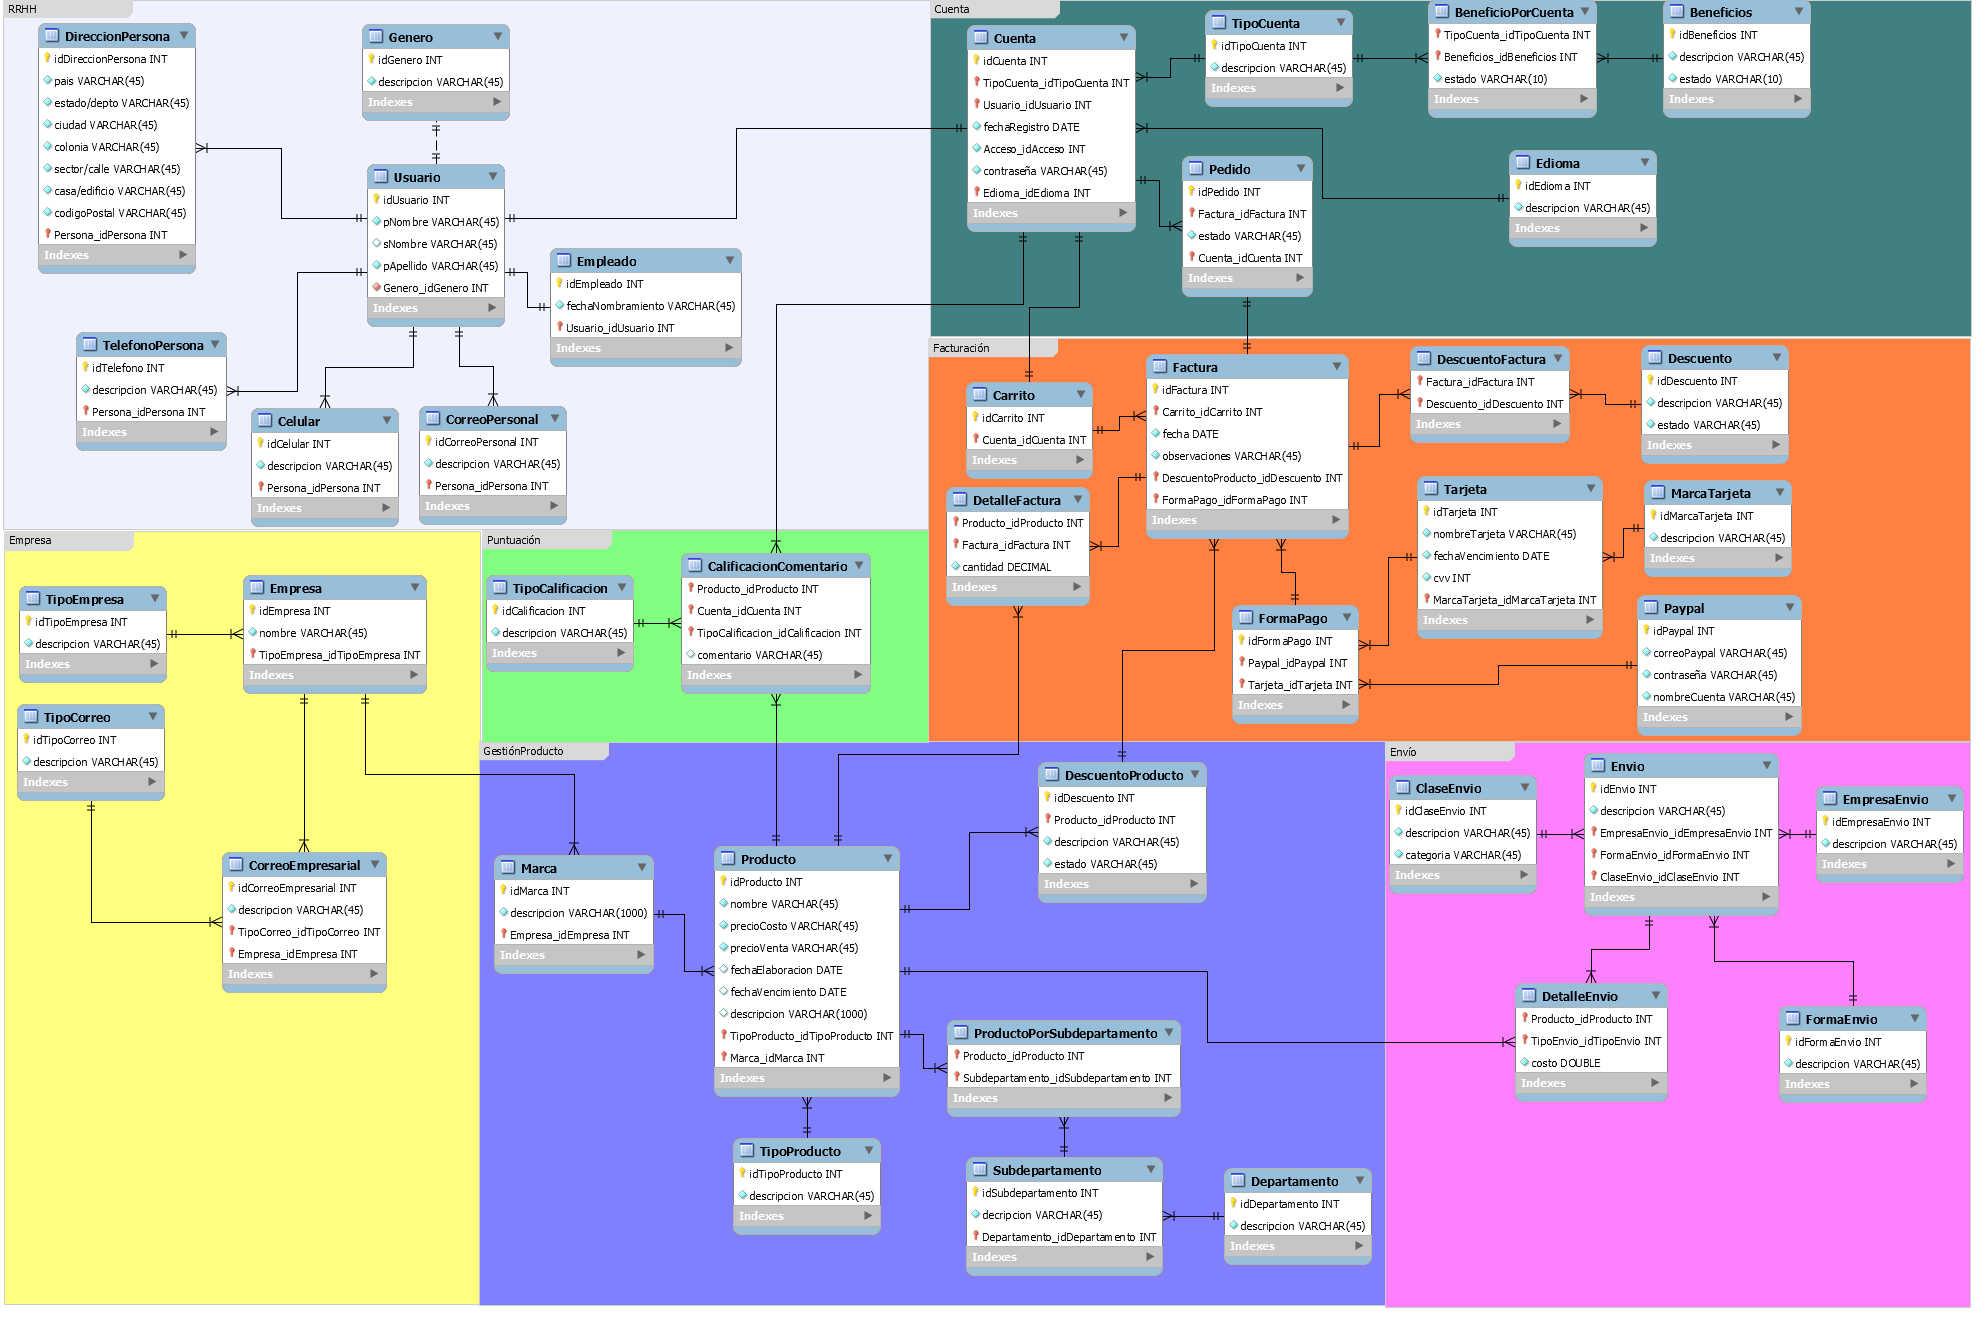 RRHH
DireccionPersona
idDireccionPersona INT
pais VARCHAR(45)
estado/depto VARCHAR(45)
ciudad VARCHAR(45)
colonia VARCHAR(45)
sector/calle VARCHAR(45)
casa/edificio VARCHAR(45)
codigoPostal VARCHAR(45)
Persona_idPersona INT
Indexes
Genero
idGenero INT
descripcion VARCHAR(45)
Indexes
Usuario
idUsuario INT
pNombre VARCHAR(45)
sNombre VARCHAR(45)
pApellido VARCHAR(45)
Genero_idGenero INT
Indexes
Empleado
idEmpleado INT
fechaNombramiento VARCHAR(45)
Usuario_idUsuario INT
Indexes
TelefonoPersona
idTelefono INT
descripcion VARCHAR(45)
Persona_idPersona INT
Indexes
Celular
idCelular INT
descripcion VARCHAR(45)
Persona_idPersona INT
Indexes
CorreoPersonal
idCorreoPersonal INT
descripcion VARCHAR(45)
Persona_idPersona INT
Indexes
Cuenta
Cuenta
idCuenta INT
TipoCuenta_idTipoCuenta INT
Usuario_idUsuario INT
fechaRegistro DATE
Acceso_idAcceso INT
contraseña VARCHAR(45)
Edioma_idEdioma INT
Indexes
TipoCuenta
idTipoCuenta INT
descripcion VARCHAR(45)
Indexes
BeneficioPorCuenta
TipoCuenta_idTipoCuenta INT
Beneficios_idBeneficios INT
estado VARCHAR(10)
Indexes
Beneficios
idBeneficios INT
descripcion VARCHAR(45)
estado VARCHAR(10)
Indexes
Pedido
idPedido INT
Factura_idFactura INT
estado VARCHAR(45)
Cuenta_idCuenta INT
Indexes
Edioma
idEdioma INT
descripcion VARCHAR(45)
Indexes
Facturación
Carrito
idCarrito INT
Cuenta_idCuenta INT
Indexes
Factura
idFactura INT
Carrito_idCarrito INT
fecha DATE
observaciones VARCHAR(45)
DescuentoProducto_idDescuento INT
FormaPago_idFormaPago INT
Indexes
DescuentoFactura
Factura_idFactura INT
Descuento_idDescuento INT
Indexes
Descuento
idDescuento INT
descripcion VARCHAR(45)
estado VARCHAR(45)
Indexes
DetalleFactura
Producto_idProducto INT
Factura_idFactura INT
cantidad DECIMAL
Indexes
Tarjeta
idTarjeta INT
nombreTarjeta VARCHAR(45)
fechaVencimiento DATE
cvv INT
MarcaTarjeta_idMarcaTarjeta INT
Indexes
MarcaTarjeta
idMarcaTarjeta INT
descripcion VARCHAR(45)
Indexes
FormaPago
idFormaPago INT
Paypal_idPaypal INT
Tarjeta_idTarjeta INT
Indexes
Paypal
idPaypal INT
correoPaypal VARCHAR(45)
contraseña VARCHAR(45)
nombreCuenta VARCHAR(45)
Indexes
Empresa
TipoEmpresa
idTipoEmpresa INT
descripcion VARCHAR(45)
Indexes
Empresa
idEmpresa INT
nombre VARCHAR(45)
TipoEmpresa_idTipoEmpresa INT
Indexes
TipoCorreo
idTipoCorreo INT
descripcion VARCHAR(45)
Indexes
CorreoEmpresarial
idCorreoEmpresarial INT
descripcion VARCHAR(45)
TipoCorreo_idTipoCorreo INT
Empresa_idEmpresa INT
Indexes
Puntuación
TipoCalificacion
idCalificacion INT
descripcion VARCHAR(45)
Indexes
CalificacionComentario
Producto_idProducto INT
Cuenta_idCuenta INT
TipoCalificacion_idCalificacion INT
comentario VARCHAR(45)
Indexes
GestiónProducto
DescuentoProducto
idDescuento INT
Producto_idProducto INT
descripcion VARCHAR(45)
estado VARCHAR(45)
Indexes
Marca
idMarca INT
descripcion VARCHAR(1000)
Empresa_idEmpresa INT
Indexes
Producto
idProducto INT
nombre VARCHAR(45)
precioCosto VARCHAR(45)
precioVenta VARCHAR(45)
fechaElaboracion DATE
fechaVencimiento DATE
descripcion VARCHAR(1000)
TipoProducto_idTipoProducto INT
Marca_idMarca INT
Indexes
ProductoPorSubdepartamento
Producto_idProducto INT
Subdepartamento_idSubdepartamento INT
Indexes
TipoProducto
idTipoProducto INT
descripcion VARCHAR(45)
Indexes
Subdepartamento
idSubdepartamento INT
decripcion VARCHAR(45)
Departamento_idDepartamento INT
Indexes
Departamento
idDepartamento INT
descripcion VARCHAR(45)
Indexes
Envío
ClaseEnvio
idClaseEnvio INT
descripcion VARCHAR(45)
categoria VARCHAR(45)
Indexes
Envio
idEnvio INT
descripcion VARCHAR(45)
EmpresaEnvio_idEmpresaEnvio INT
FormaEnvio_idFormaEnvio INT
ClaseEnvio_idClaseEnvio INT
Indexes
EmpresaEnvio
idEmpresaEnvio INT
descripcion VARCHAR(45)
Indexes
DetalleEnvio
Producto_idProducto INT
TipoEnvio_idTipoEnvio INT
costo DOUBLE
Indexes
FormaEnvio
idFormaEnvio INT
descripcion VARCHAR(45)
Indexes